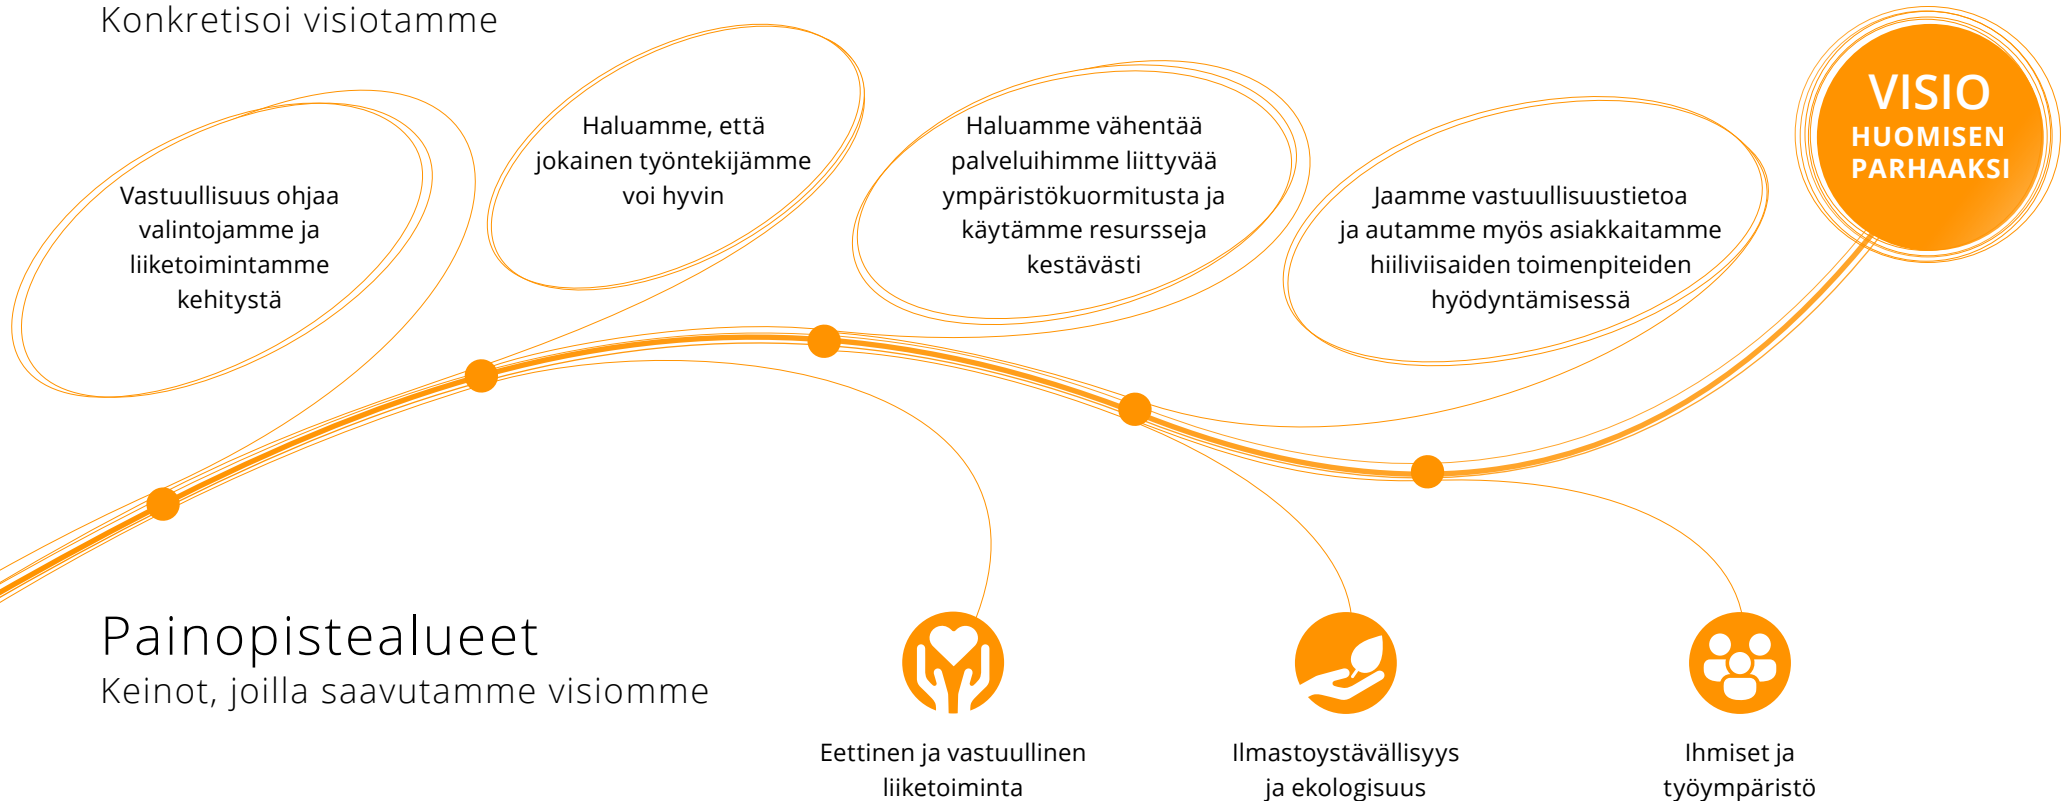 Konkretisoi visiotamme
Vastuullisuus ohjaa
valintojamme ja
liiketoimintamme
kehitystä
Haluamme, että
jokainen työntekijämme
voi hyvin
Haluamme vähentää
palveluihimme liittyvää
ympäristökuormitusta ja
käytämme resursseja
kestävästi
Jaamme vastuullisuustietoa
ja autamme myös asiakkaitamme
hiiliviisaiden toimenpiteiden
hyödyntämisessä
VISIO
HUOMISEN
PARHAAKSI
Painopistealueet
Keinot, joilla saavutamme visiomme
Eettinen ja vastuullinen
liiketoiminta
Ilmastoystävällisyys
ja ekologisuus
Ihmiset ja
työympäristö